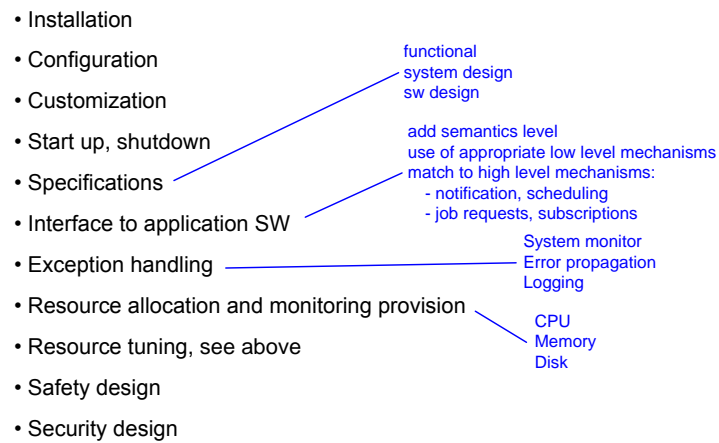 • Installation
• Configuration
functional
system design
sw design
• Customization
• Start up, shutdown
add semantics level
use of appropriate low level mechanisms
match to high level mechanisms:
- notification, scheduling
- job requests, subscriptions
• Specifications
• Interface to application SW
• Exception handling
System monitor
Error propagation
Logging
• Resource allocation and monitoring provision
CPU
Memory
Disk
• Resource tuning, see above
• Safety design
• Security design